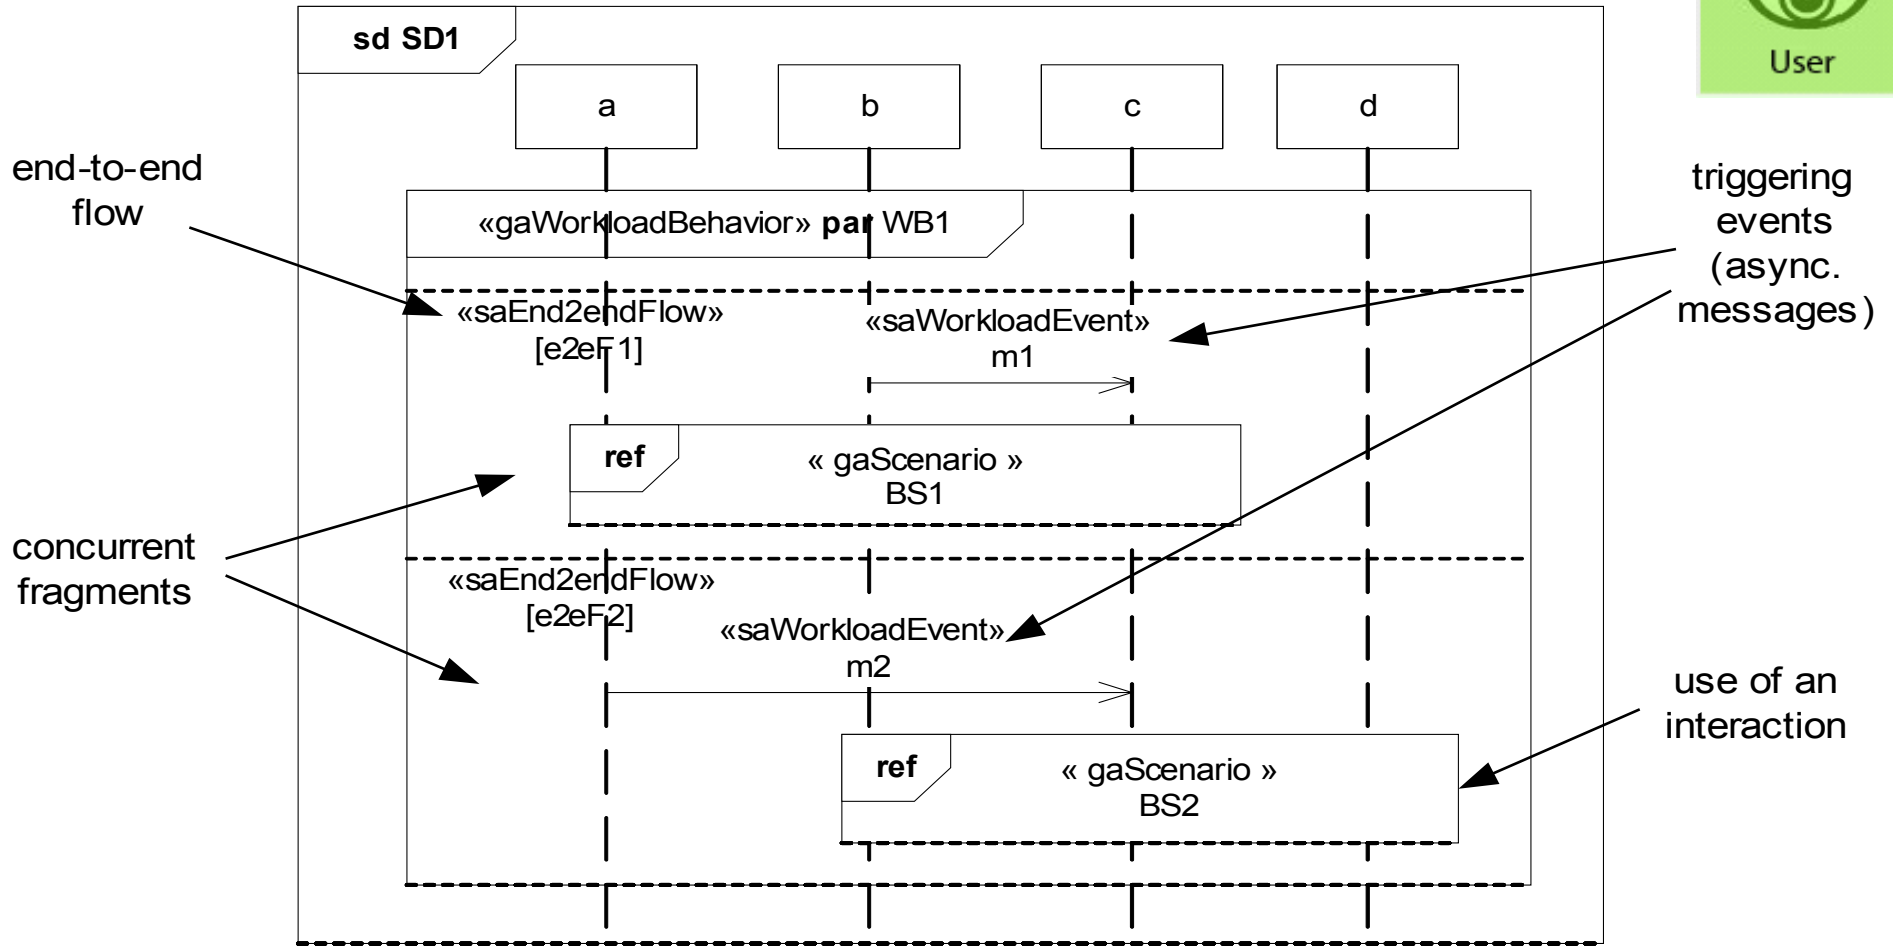 sd SD1
User
a
b
c
d
end-to-end
flow
triggering
events
(async.
messages)
«gaWorkloadBehavior» par WB1
«saEnd2endFlow»
[e2eF1]
«saWorkloadEvent»
m1
ref
« gaScenario »
BS1
concurrent
fragments
«saEnd2endFlow»
[e2eF2]
«saWorkloadEvent»
m2
use of an
interaction
ref
« gaScenario »
BS2